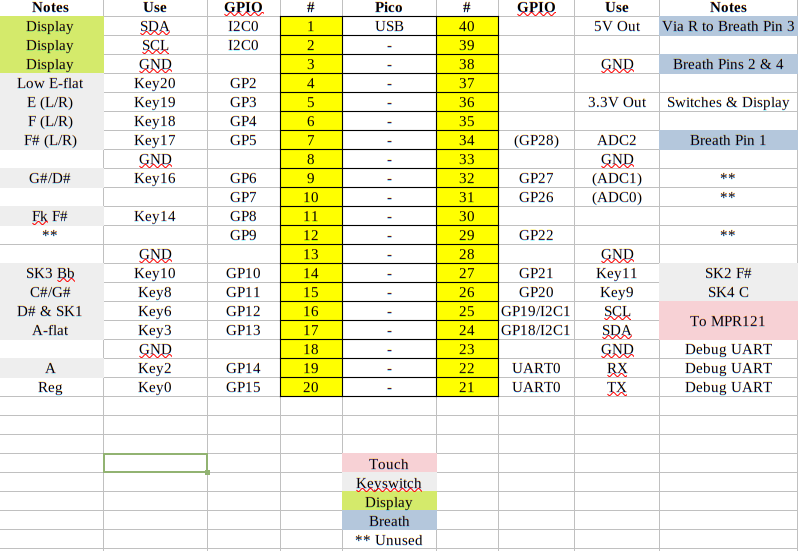 Notes Use GPIO # Pico # GPIO Use Notes
Display SDA I2C0 1 USB 40 5V Out Via R to Breath Pin 3
Display SCL I2C0 2 - 39
Display GND 3 - 38 GND Breath Pins 2 & 4
Low E-flat Key20 GP2 4 - 37
E (L/R) Key19 GP3 5 - 36 3.3V Out Switches & Display
F (L/R) Key18 GP4 6 - 35
F# (L/R) Key17 GP5 7 - 34 (GP28) ADC2 Breath Pin 1
GND 8 - 33 GND
G#/D# Key16 GP6 9 - 32 GP27 (ADC1) **
GP7 10 - 31 GP26 (ADC0) **
Fk F# Key14 GP8 11 - 30
** GP9 12 - 29 GP22 **
GND 13 - 28 GND
SK3 Bb Key10 GP10 14 - 27 GP21 Key11 SK2 F#
C#/G# Key8 GP11 15 - 26 GP20 Key9 SK4 C
D# & SK1 Key6 GP12 16 - 25 GP19/I2C1 SCL
To MPR121
A-flat Key3 GP13 17 - 24 GP18/I2C1 SDA
GND 18 - 23 GND Debug UART
A Key2 GP14 19 - 22 UART0 RX Debug UART
Reg Key0 GP15 20 - 21 UART0 TX Debug UART
Touch
Keyswitch
Display
Breath
** Unused